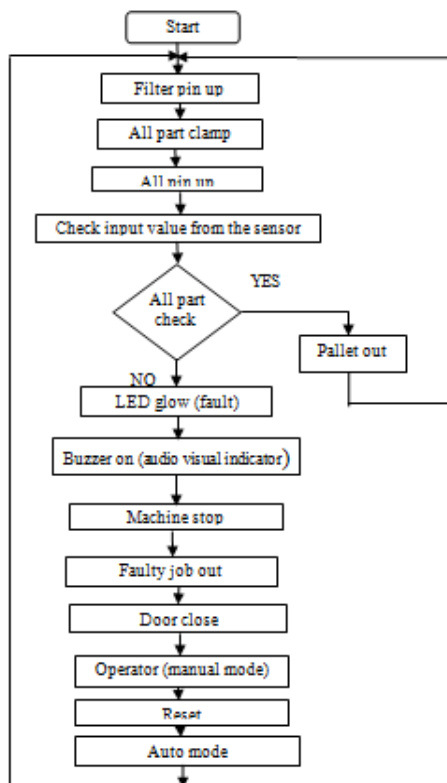 Start
Filter pin up
All part clamp
All pin up
Check input value from the sensor
All part
check
YES
Pallet out
NO
LED glow (fault)
Buzzer on (audio visual indicator)
Machine stop
Faulty job out
Door close
Operator (manual mode)
Reset
Auto mode